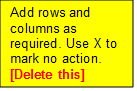 Add rows and
columns as
required. Use X to
mark no action.
[Delete this]